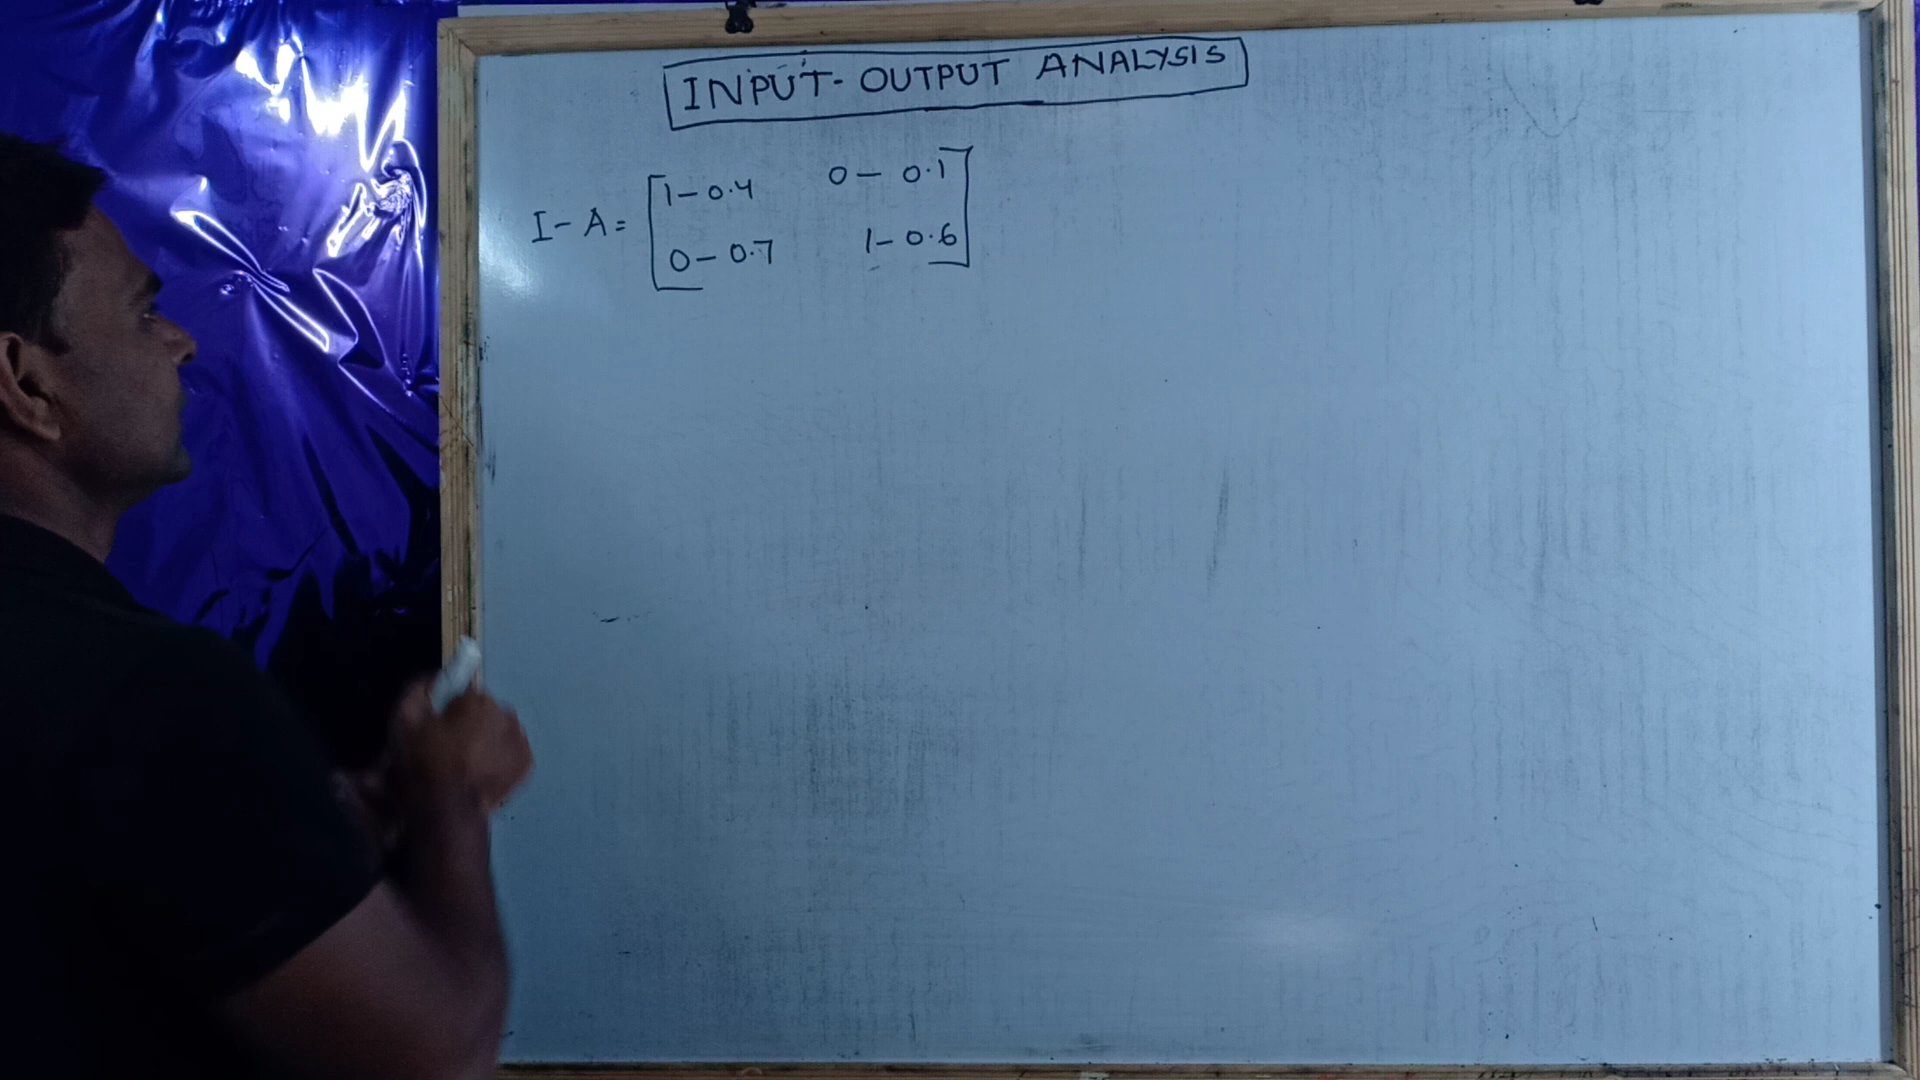 INPUT-OUTPUT ANALYSIS
1-0.4 0-0.1
I-A=
0-0.7 1-0.6